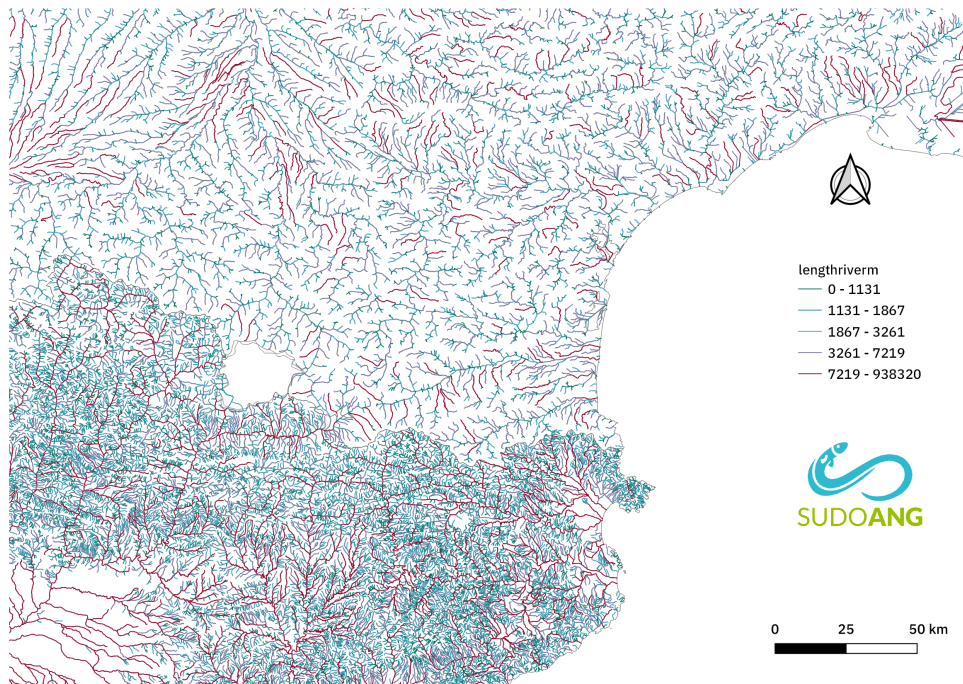 lengthriverm
0 - 1131
1131 - 1867
1867 - 3261
3261 - 7219
7219 - 938320
SUDOANG
0 25 50 km